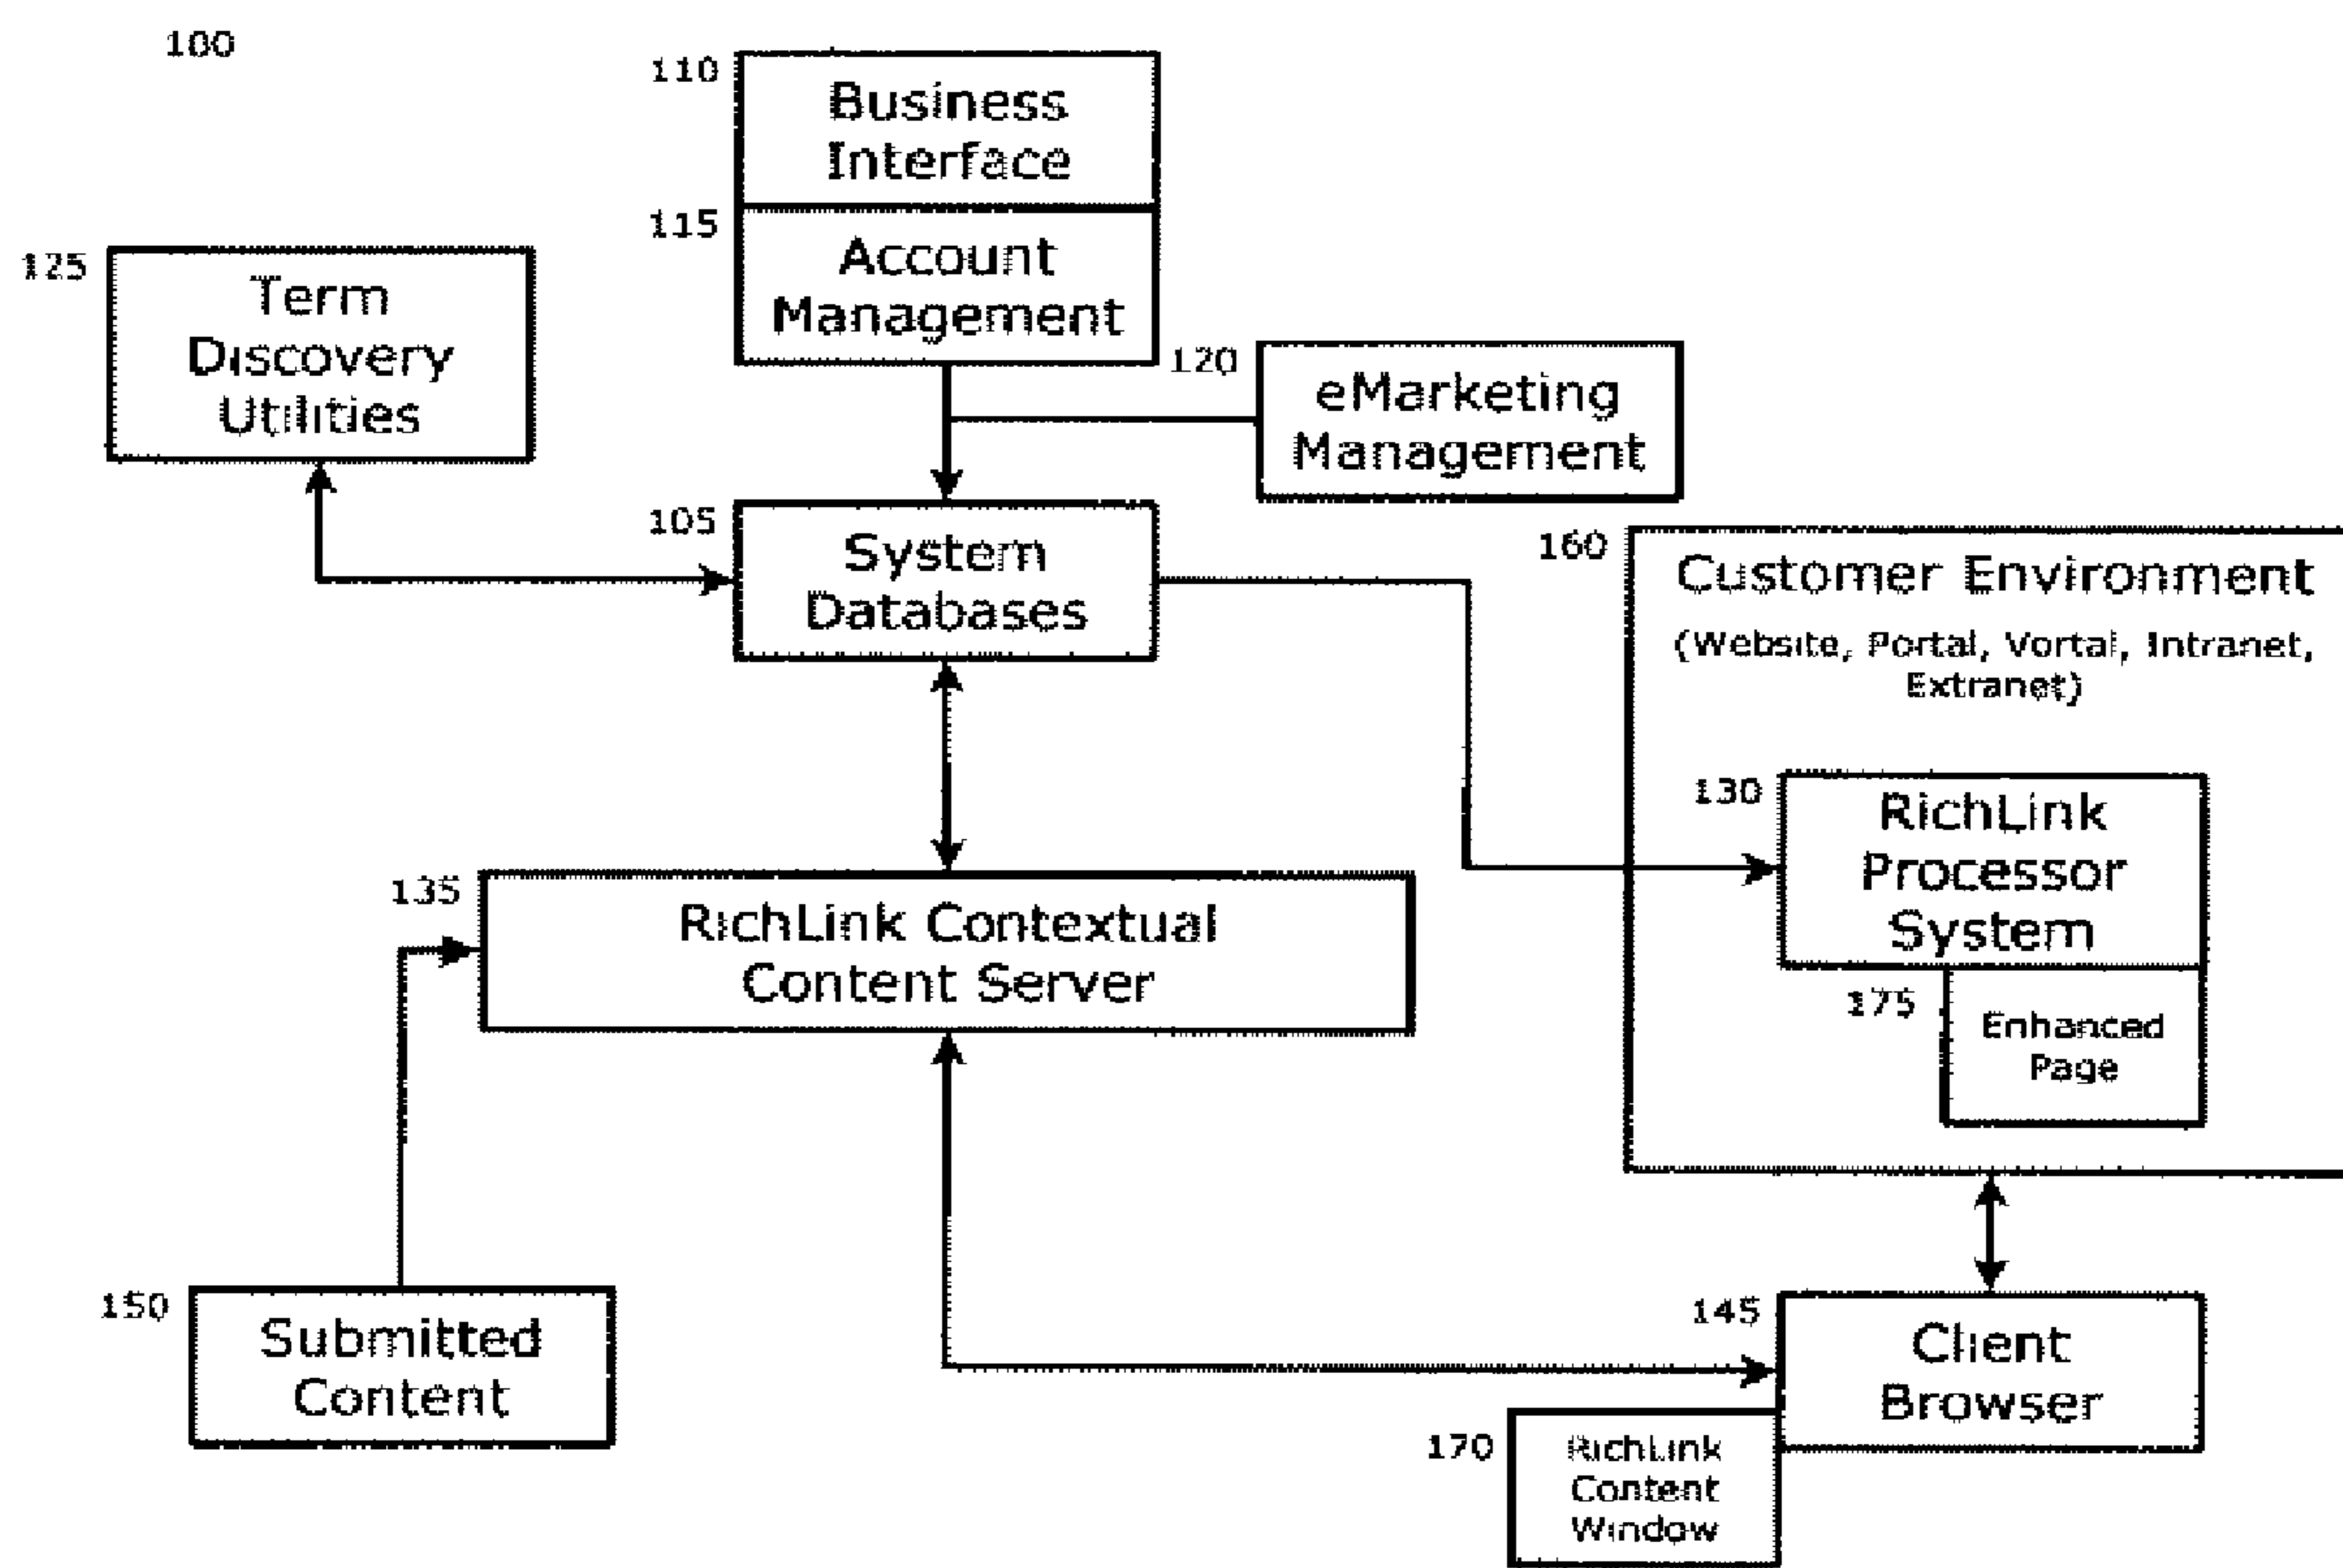 100
110
Business
Interface
115
Account
Management
125
Term
Discovery
Utilities
120
eMarketing
Management
105
System
Databases
160
Customer Environment
(Website, Portal, Vortal, Intranet,
Extranet)
130
RichLink
Processor
System
175
Enhanced
Page
135
RichLink Contextual
Content Server
150
Submitted
Content
145
Client
Browser
170
RichLink
Content
Window